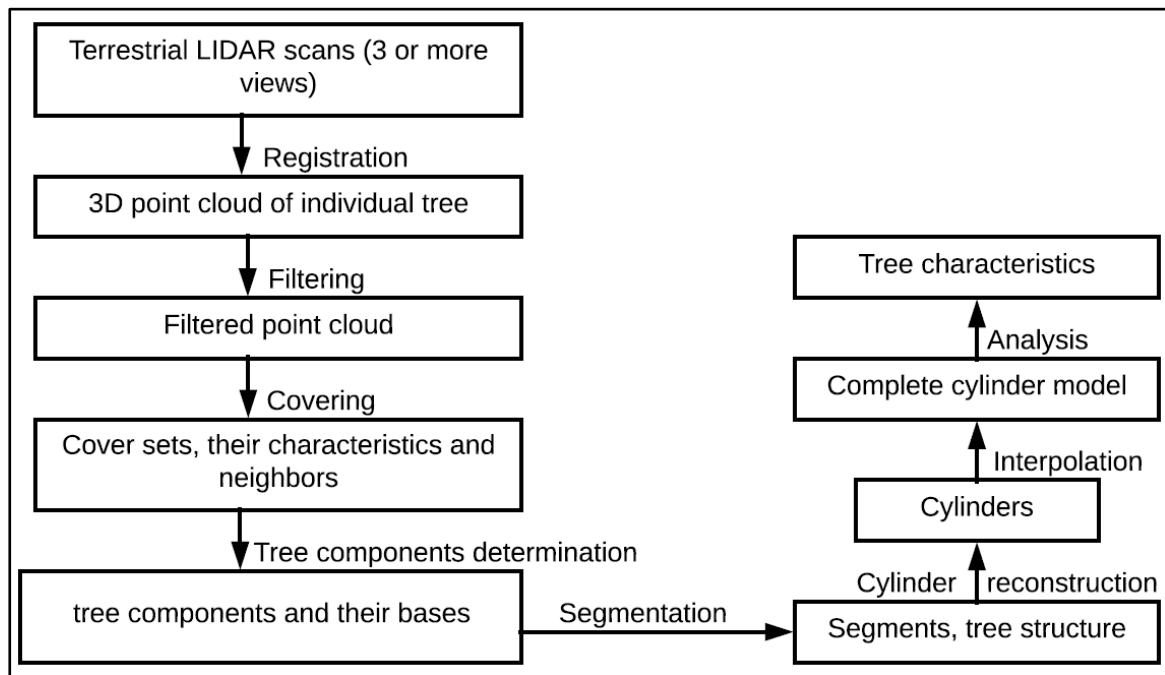 Terrestrial LIDAR scans (3 or more
views)
Registration
3D point cloud of individual tree
Filtering
Filtered point cloud
Covering
Cover sets, their characteristics and
neighbors
Tree components determination
tree components and their bases
Segmentation
Segments, tree structure
Cylinder reconstruction
Cylinders
Interpolation
Complete cylinder model
Analysis
Tree characteristics